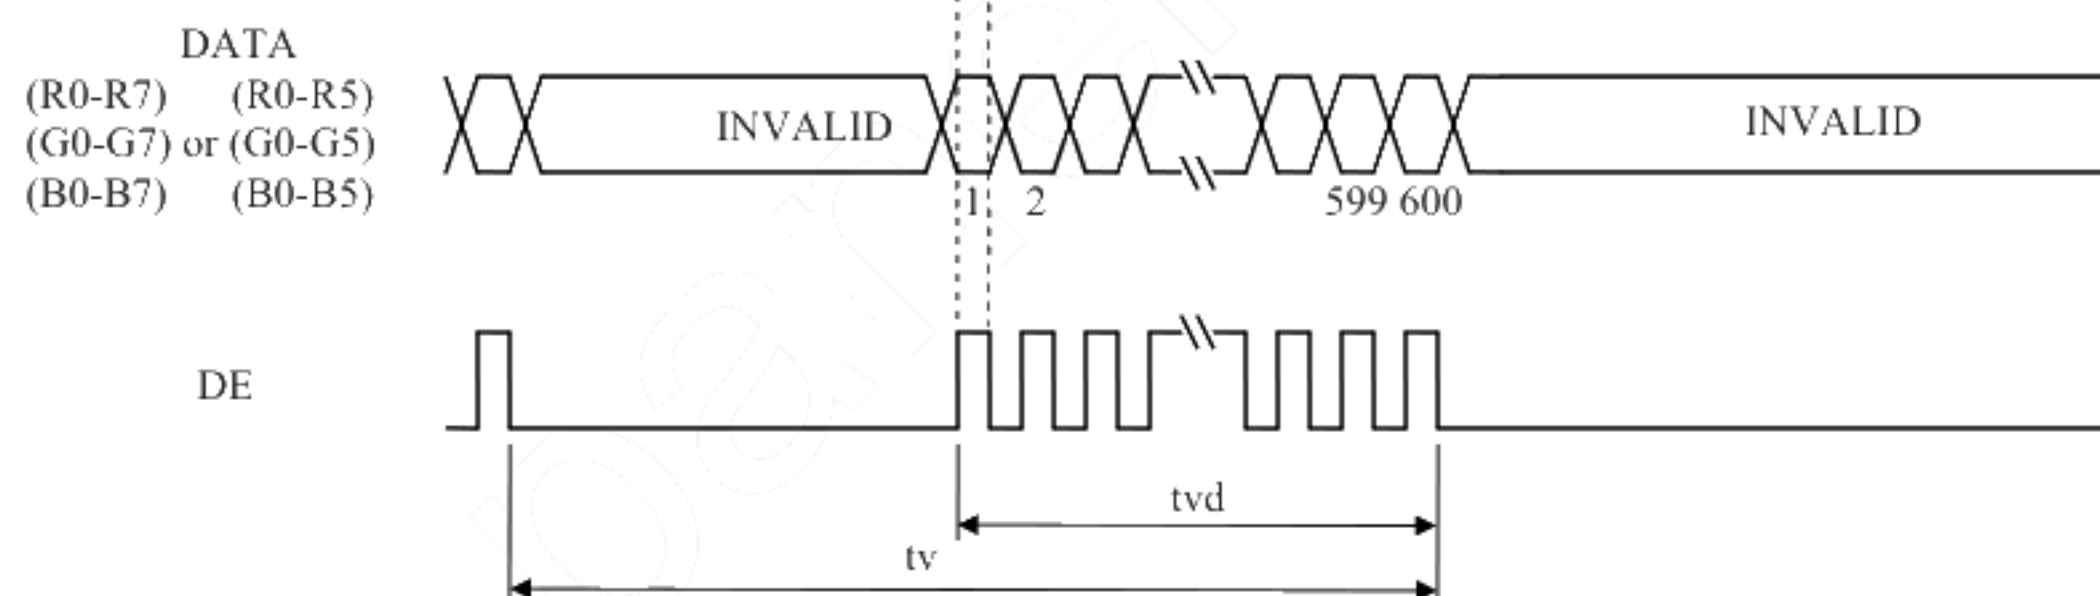 DATA
(R0-R7) (R0-R5)
(G0-G7) or (G0-G5)
(B0-B7) (B0-B5)
INVALID
INVALID
1 2 599 600
DE
tvd
tv